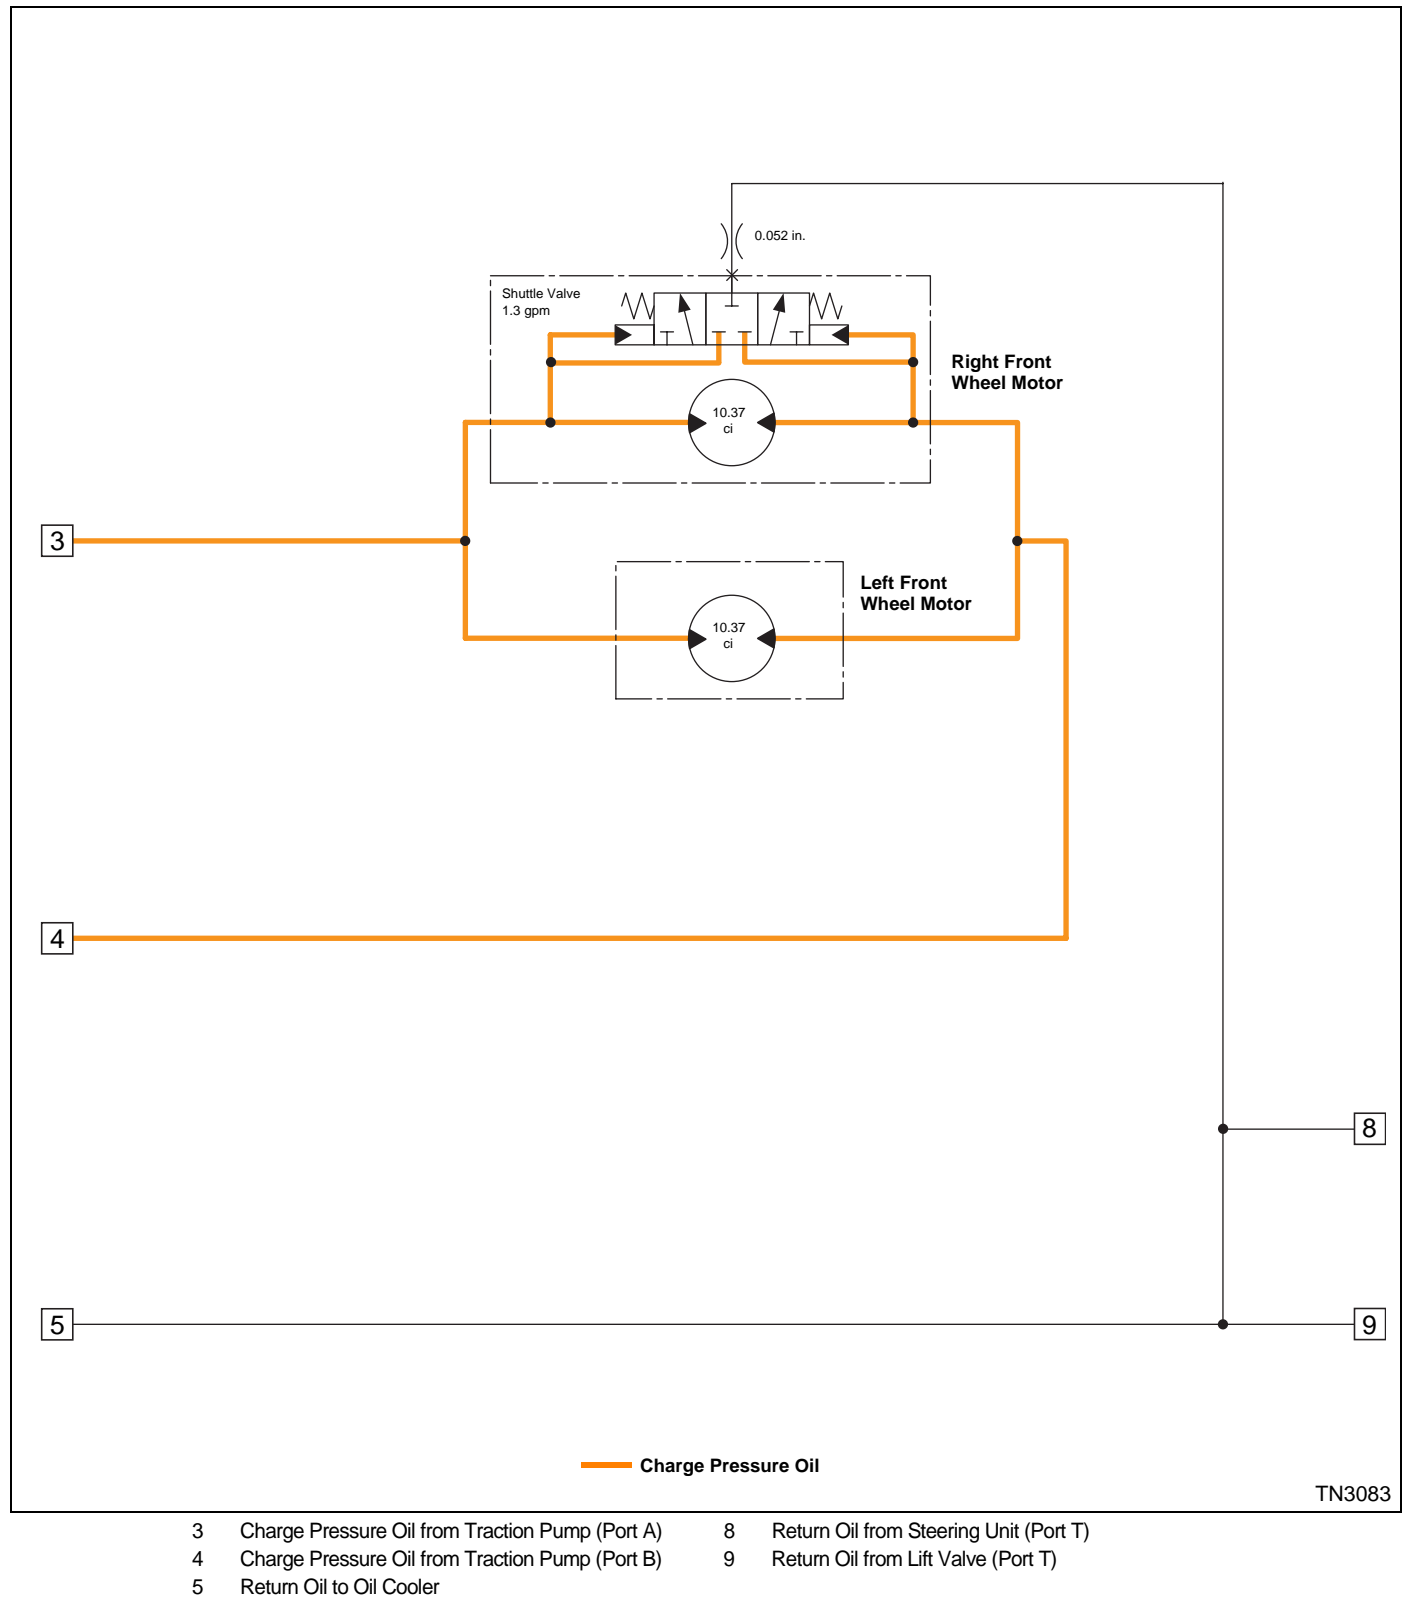 0.052 in.
Shuttle Valve
1.3 gpm
Right Front
Wheel Motor
10.37
ci
3
Left Front
Wheel Motor
10.37
ci
4
8
5
9
Charge Pressure Oil
TN3083
3 Charge Pressure Oil from Traction Pump (Port A) 8 Return Oil from Steering Unit (Port T)
4 Charge Pressure Oil from Traction Pump (Port B) 9 Return Oil from Lift Valve (Port T)
5 Return Oil to Oil Cooler